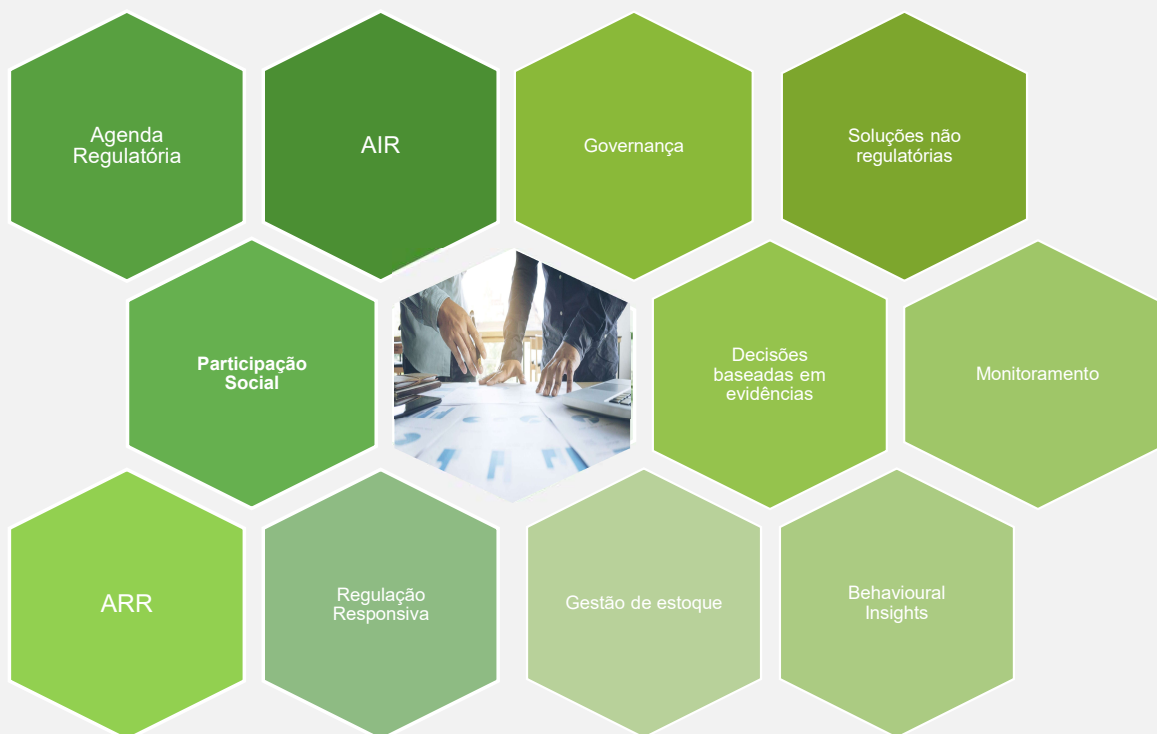 Agenda
Regulatória
AIR
Governança
Soluções não
regulatórias
Participação
Social
Decisões
baseadas em
evidências
Monitoramento
ARR
Regulação
Responsiva
Gestão de estoque
Behavioural
Insights